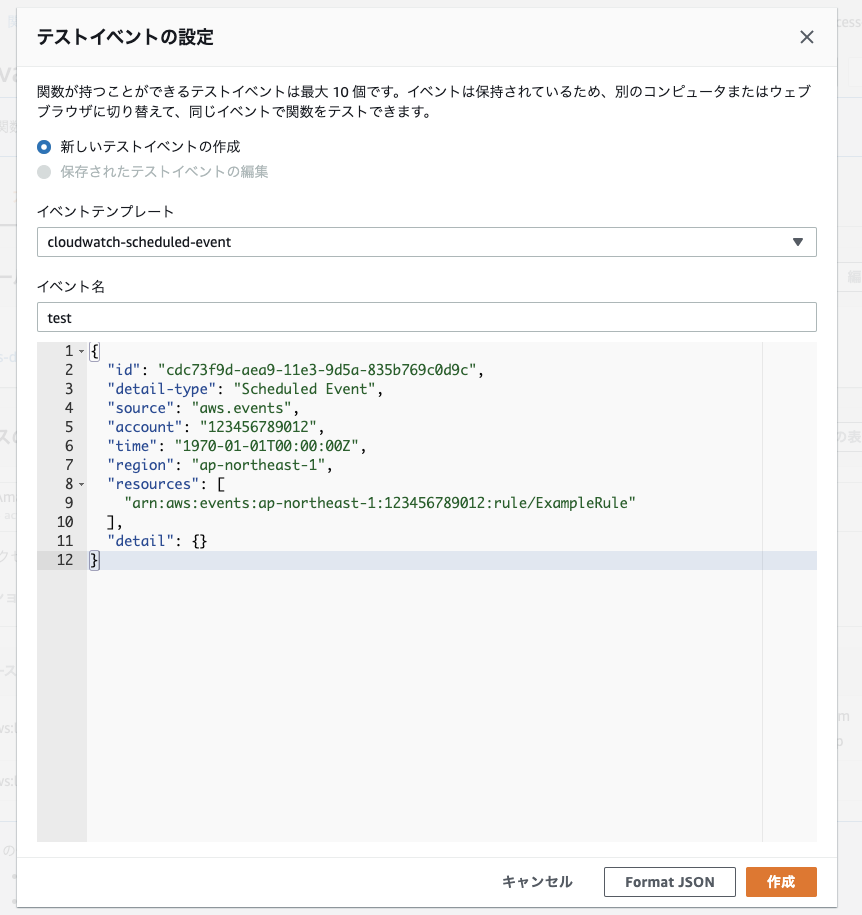 テストイベントの設定
関数が持つことができるテストイベントは最大 10 個です。イベントは保持されているため、別のコンピュータまたはウェブ
ブラウザに切り替えて、同じイベントで関数をテストできます。
新しいテストイベントの作成
保存されたテストイベントの編集
イベントテンプレート
cloudwatch-scheduled-event
イベント名
test
1 {
2 "id": "cdc73f9d-aea9-11e3-9d5a-835b769c0d9c",
3 "detail-type": "Scheduled Event",
4 "source": "aws.events",
5 "account": "123456789012",
6 "time": "1970-01-01T00:00:00Z",
7 "region": "ap-northeast-1",
8 "resources": [
9 "arn:aws:events:ap-northeast-1:123456789012:rule/ExampleRule"
10 ],
11 "detail": {}
12 }
キャンセル
Format JSON
作成